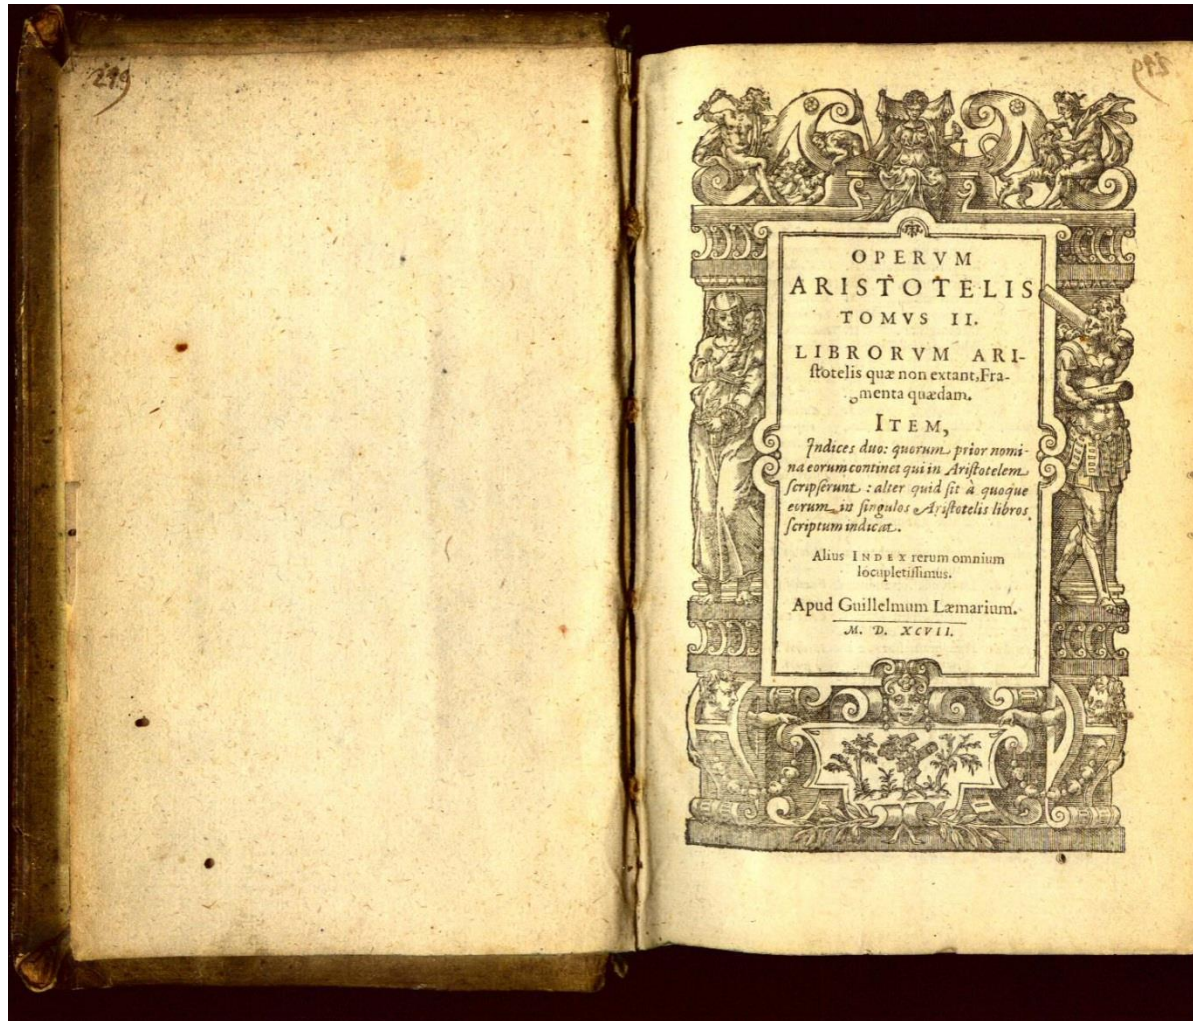 219
OPERVM
ARISTOTELIS
TOMVS II.
LIBRORVM ARI-
stotelis quæ non extant, Fra-
gmenta quædam.
ITEM,
Indices duo: quorum prior nomi-
na eorum continet qui in Aristotelem
scripserunt : alter quid sit à quoque
eorum in singulos Aristotelis libros
scriptum indicat.
Alius INDEX rerum omnium
locupletissimus.
Apud Guillelmum Læmarium.
M. D. XCVII.